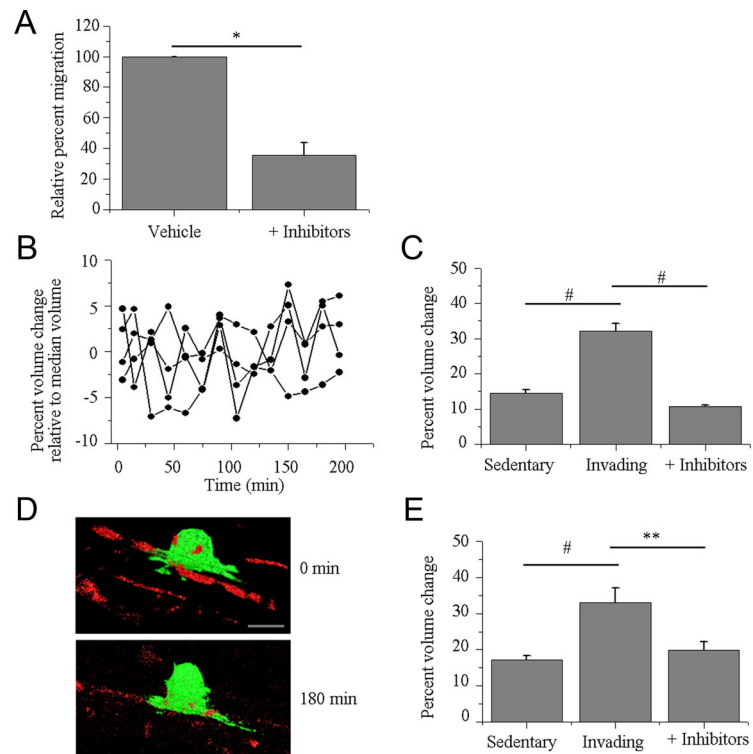 A
Relative percent migration
120
100
80
60
40
20
0
*
Vehicle
+ Inhibitors
B
Percent volume change
relative to median volume
10
5
0
-5
-10
0
50
100
150
200
Time (min)
C
Percent volume change
50
40
30
20
10
0
#
#
Sedentary
Invading
+ Inhibitors
D
0 min
180 min
E
Percent volume change
50
40
30
20
10
0
#
**
Sedentary
Invading
+ Inhibitors